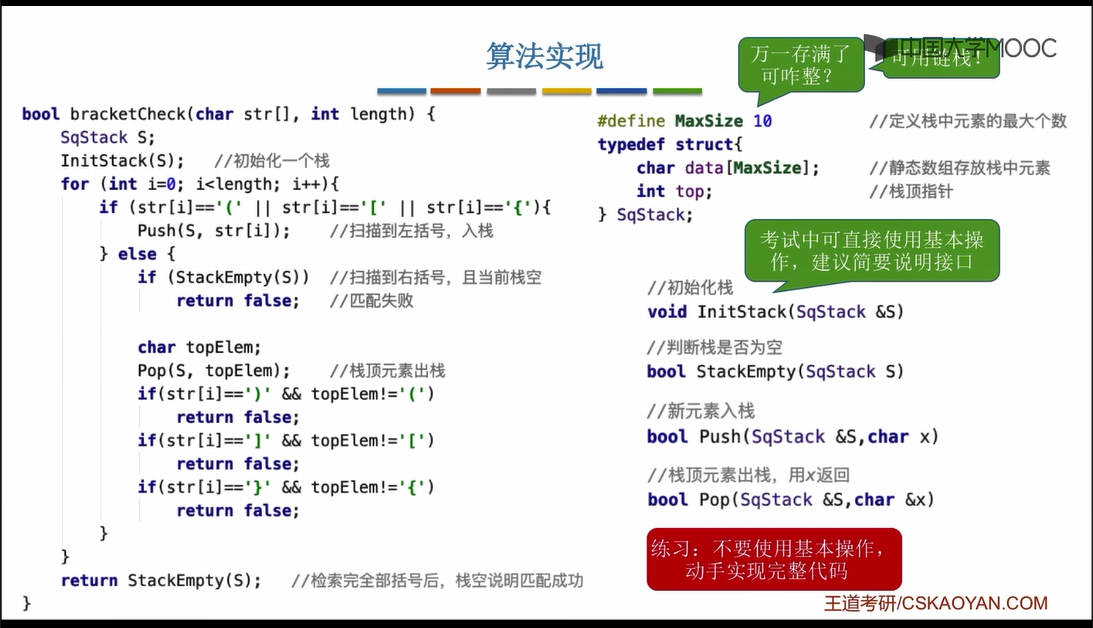 算法实现
万一存满了
可咋整？
可用链栈！
中国大学MOOC
bool bracketCheck(char str[], int length) {
    SqStack S;
    InitStack(S);   //初始化一个栈
    for (int i=0; i<length; i++){
        if (str[i]=='(' || str[i]=='[' || str[i]=='{'){
            Push(S, str[i]);    //扫描到左括号，入栈
        } else {
            if (StackEmpty(S))  //扫描到右括号，且当前栈空
                return false;   //匹配失败
            char topElem;
            Pop(S, topElem);    //栈顶元素出栈
            if(str[i]==')' && topElem!='(')
                return false;
            if(str[i]==']' && topElem!='[')
                return false;
            if(str[i]=='}' && topElem!='{')
                return false;
        }
    }
    return StackEmpty(S);   //检索完全部括号后，栈空说明匹配成功
}
#define MaxSize 10          //定义栈中元素的最大个数
typedef struct{
    char data[MaxSize];     //静态数组存放栈中元素
    int top;                //栈顶指针
} SqStack;
考试中可直接使用基本操
作，建议简要说明接口
//初始化栈
void InitStack(SqStack &S)
//判断栈是否为空
bool StackEmpty(SqStack S)
//新元素入栈
bool Push(SqStack &S,char x)
//栈顶元素出栈，用x返回
bool Pop(SqStack &S,char &x)
练习：不要使用基本操作，
动手实现完整代码
王道考研/CSKAOYAN.COM